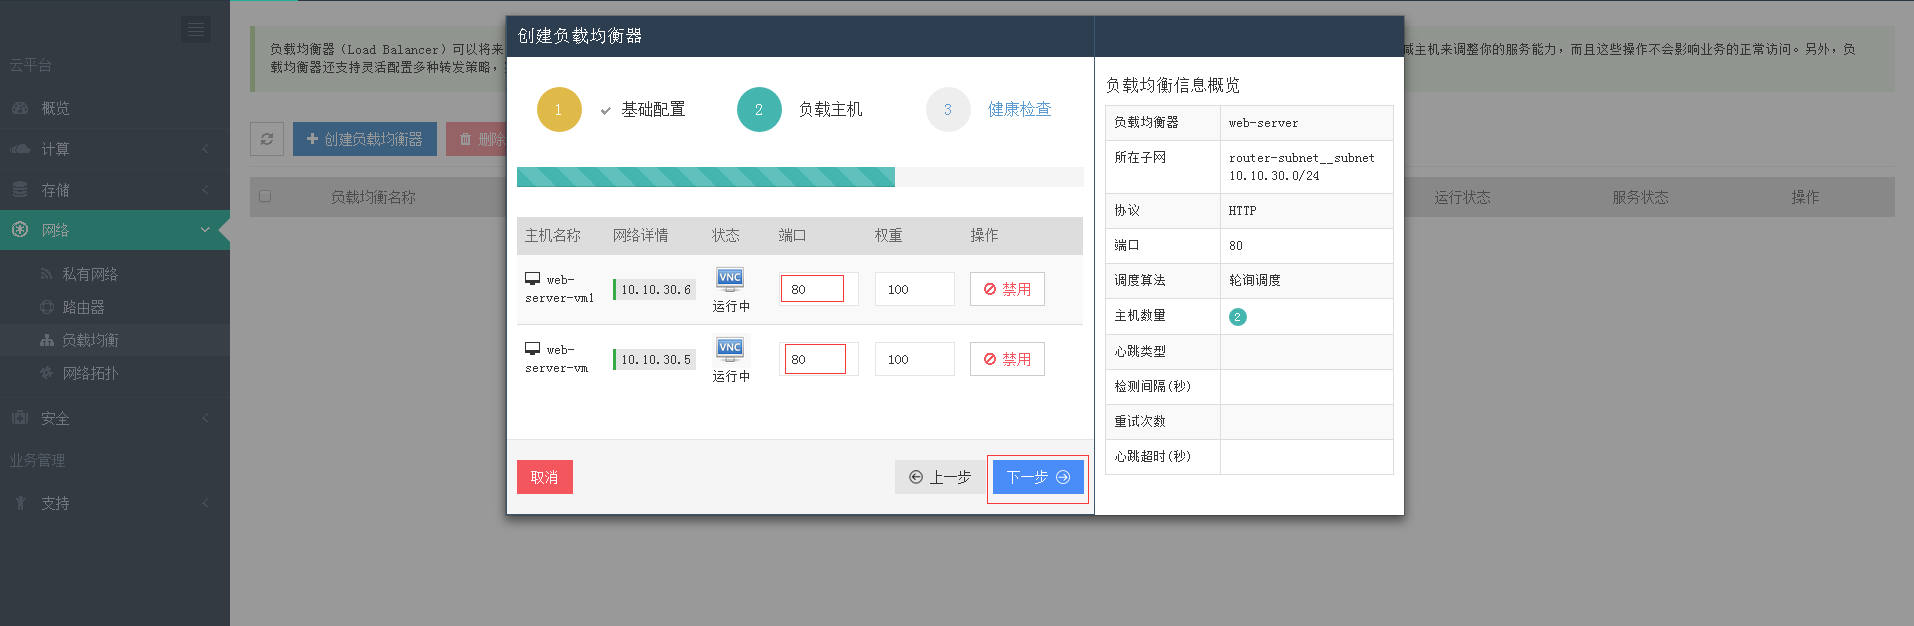 云平台
概览
计算
存储
网络
私有网络
路由器
负载均衡
网络拓扑
安全
业务管理
支持
负载均衡器（Load Balancer）可以将来
减主机来调整你的服务能力，而且这些操作不会影响业务的正常访问。另外，负
载均衡器还支持灵活配置多种转发策略，
创建负载均衡器
删除
负载均衡名称
运行状态
服务状态
操作
创建负载均衡器
1
基础配置
2
负载主机
3
健康检查
主机名称 网络详情 状态 端口 权重 操作
web-
server-vm1
10.10.30.6
VNC
运行中
80
100
禁用
web-
server-vm
10.10.30.5
VNC
运行中
80
100
禁用
取消
上一步
下一步
负载均衡信息概览
负载均衡器 web-server
所在子网 router-subnet__subnet
10.10.30.0/24
协议 HTTP
端口 80
调度算法 轮询调度
主机数量 2
心跳类型
检测间隔(秒)
重试次数
心跳超时(秒)